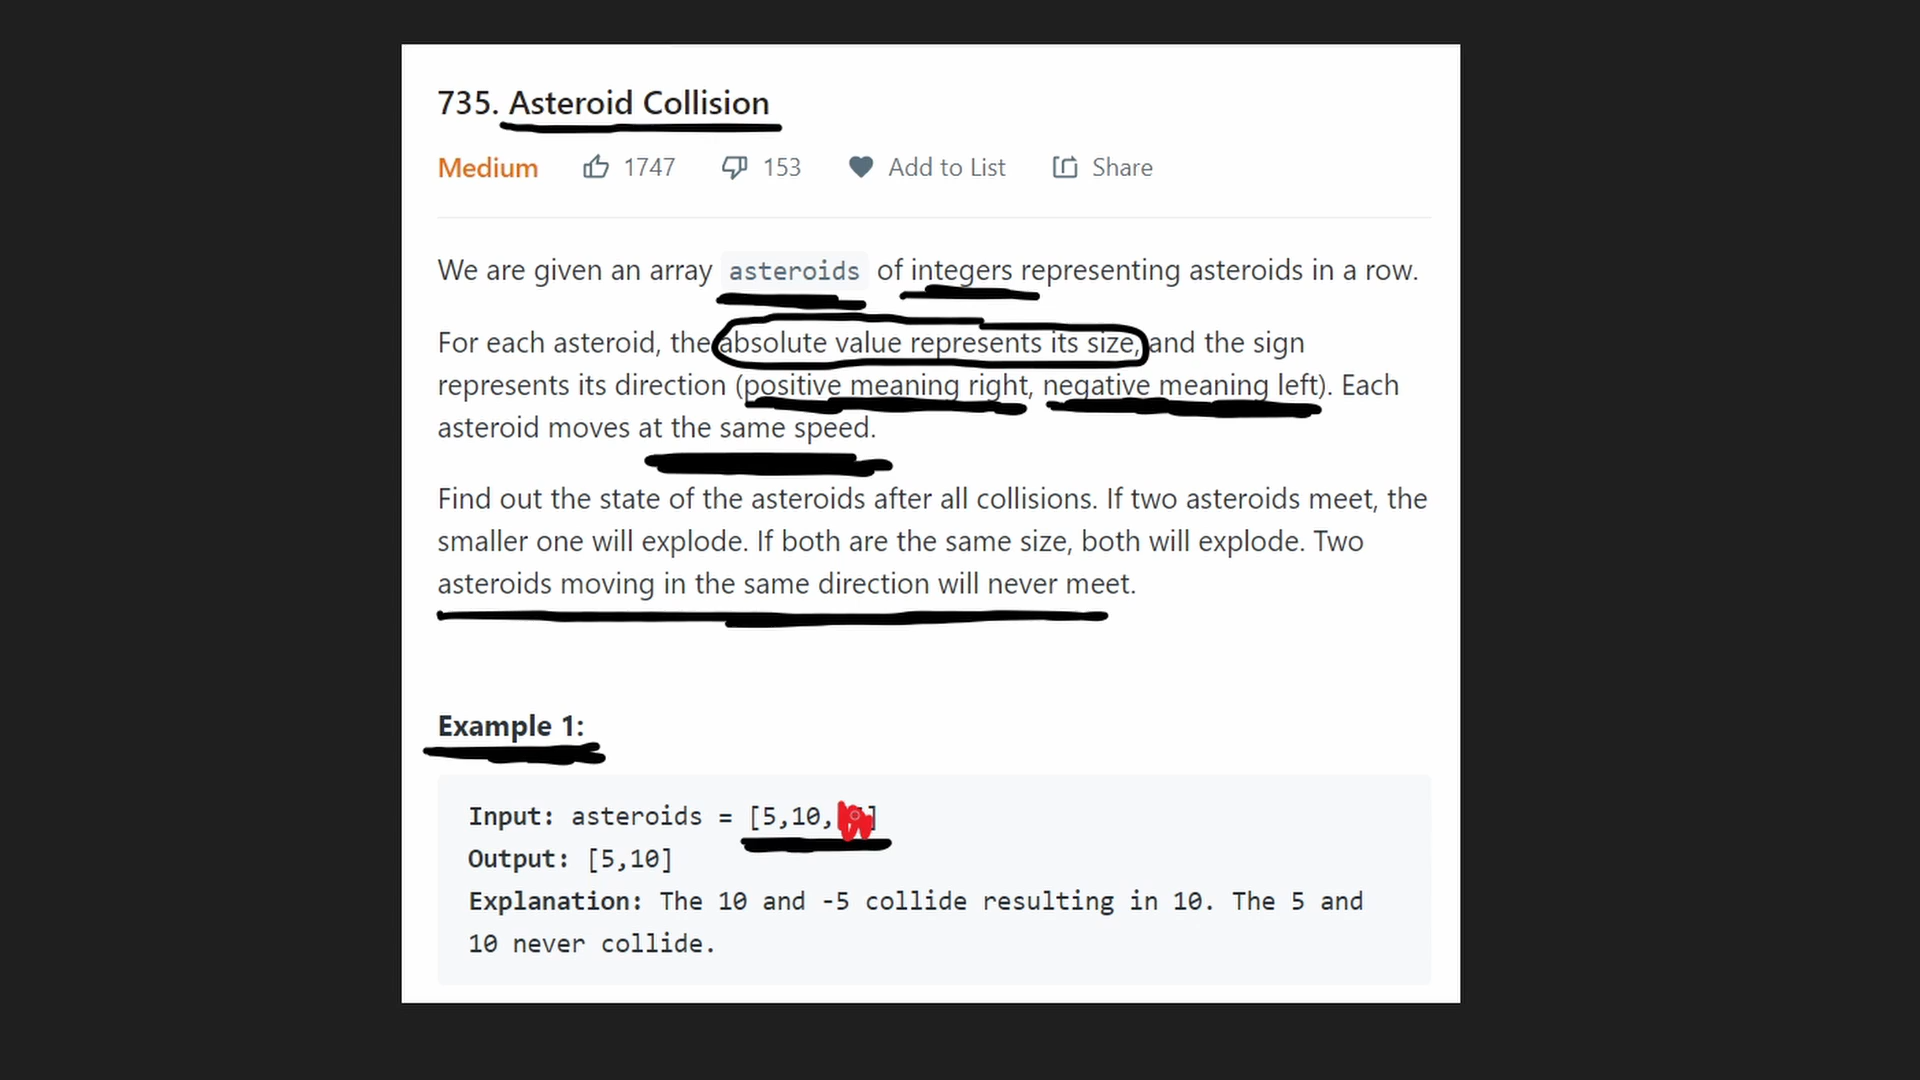 735. Asteroid Collision
Medium 1747 153 Add to List Share
We are given an array asteroids of integers representing asteroids in a row.
For each asteroid, the absolute value represents its size, and the sign
represents its direction (positive meaning right, negative meaning left). Each
asteroid moves at the same speed.
Find out the state of the asteroids after all collisions. If two asteroids meet, the
smaller one will explode. If both are the same size, both will explode. Two
asteroids moving in the same direction will never meet.
Example 1:
Input: asteroids = [5,10, ]
Output: [5,10]
Explanation: The 10 and -5 collide resulting in 10. The 5 and
10 never collide.